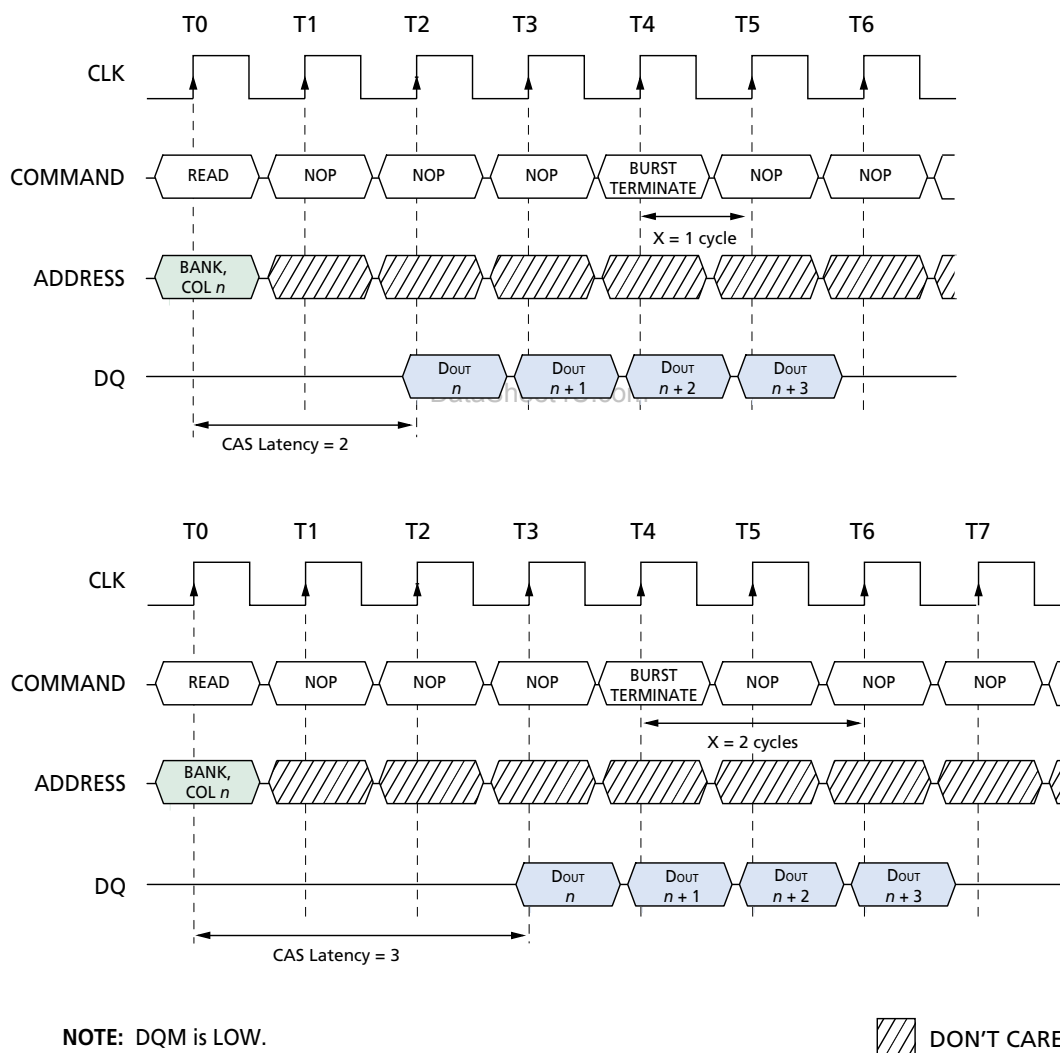 T0 T1 T2 T3 T4 T5 T6
CLK
COMMAND READ NOP NOP NOP BURST TERMINATE NOP NOP
X = 1 cycle
ADDRESS BANK, COL n
DQ DOUT n DOUT n + 1 DOUT n + 2 DOUT n + 3
CAS Latency = 2
T0 T1 T2 T3 T4 T5 T6 T7
CLK
COMMAND READ NOP NOP NOP BURST TERMINATE NOP NOP NOP
X = 2 cycles
ADDRESS BANK, COL n
DQ DOUT n DOUT n + 1 DOUT n + 2 DOUT n + 3
CAS Latency = 3
NOTE: DQM is LOW. DON'T CARE